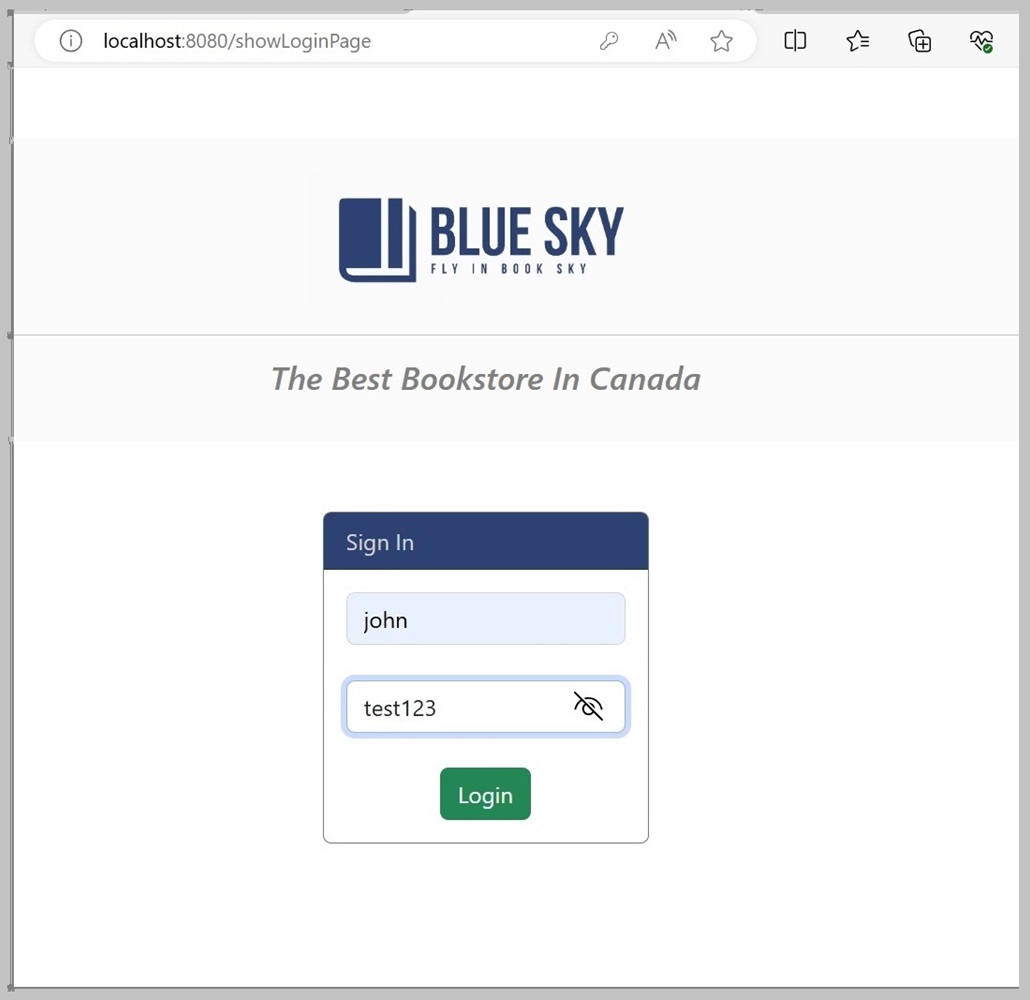 localhost:8080/showLoginPage
BLUE SKY
FLY IN BOOK SKY
The Best Bookstore In Canada
Sign In
john
test123
Login